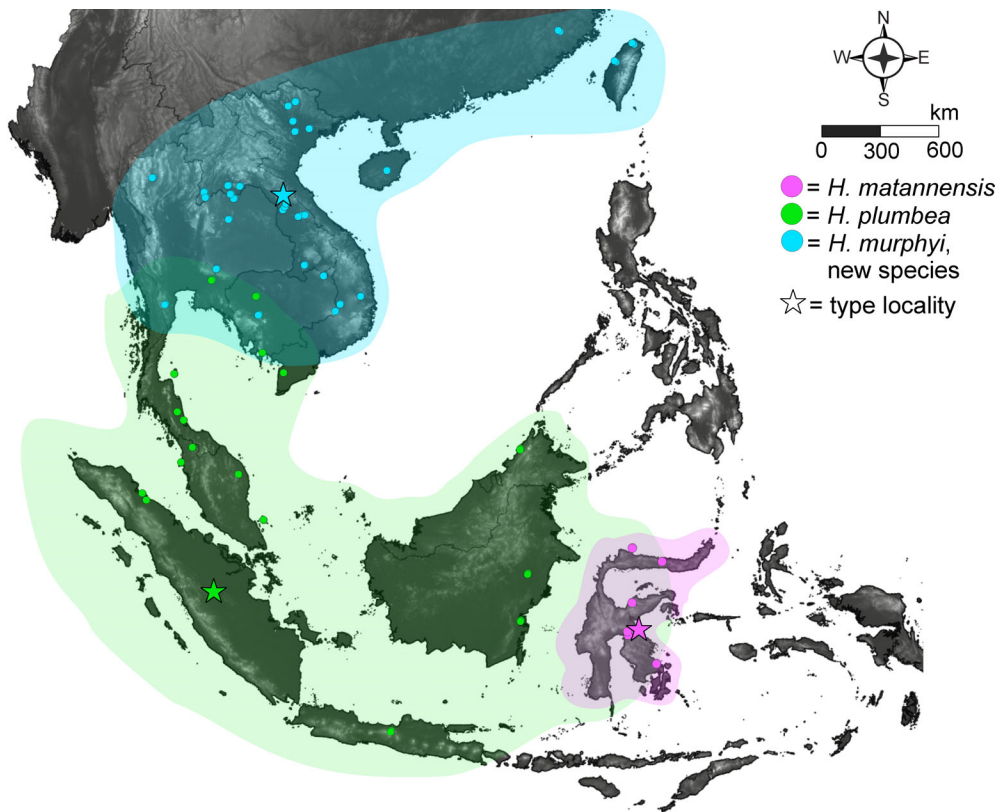 N
W E
S
km
0 300 600
= H. matannensis
= H. plumbea
= H. murphyi,
new species
= type locality